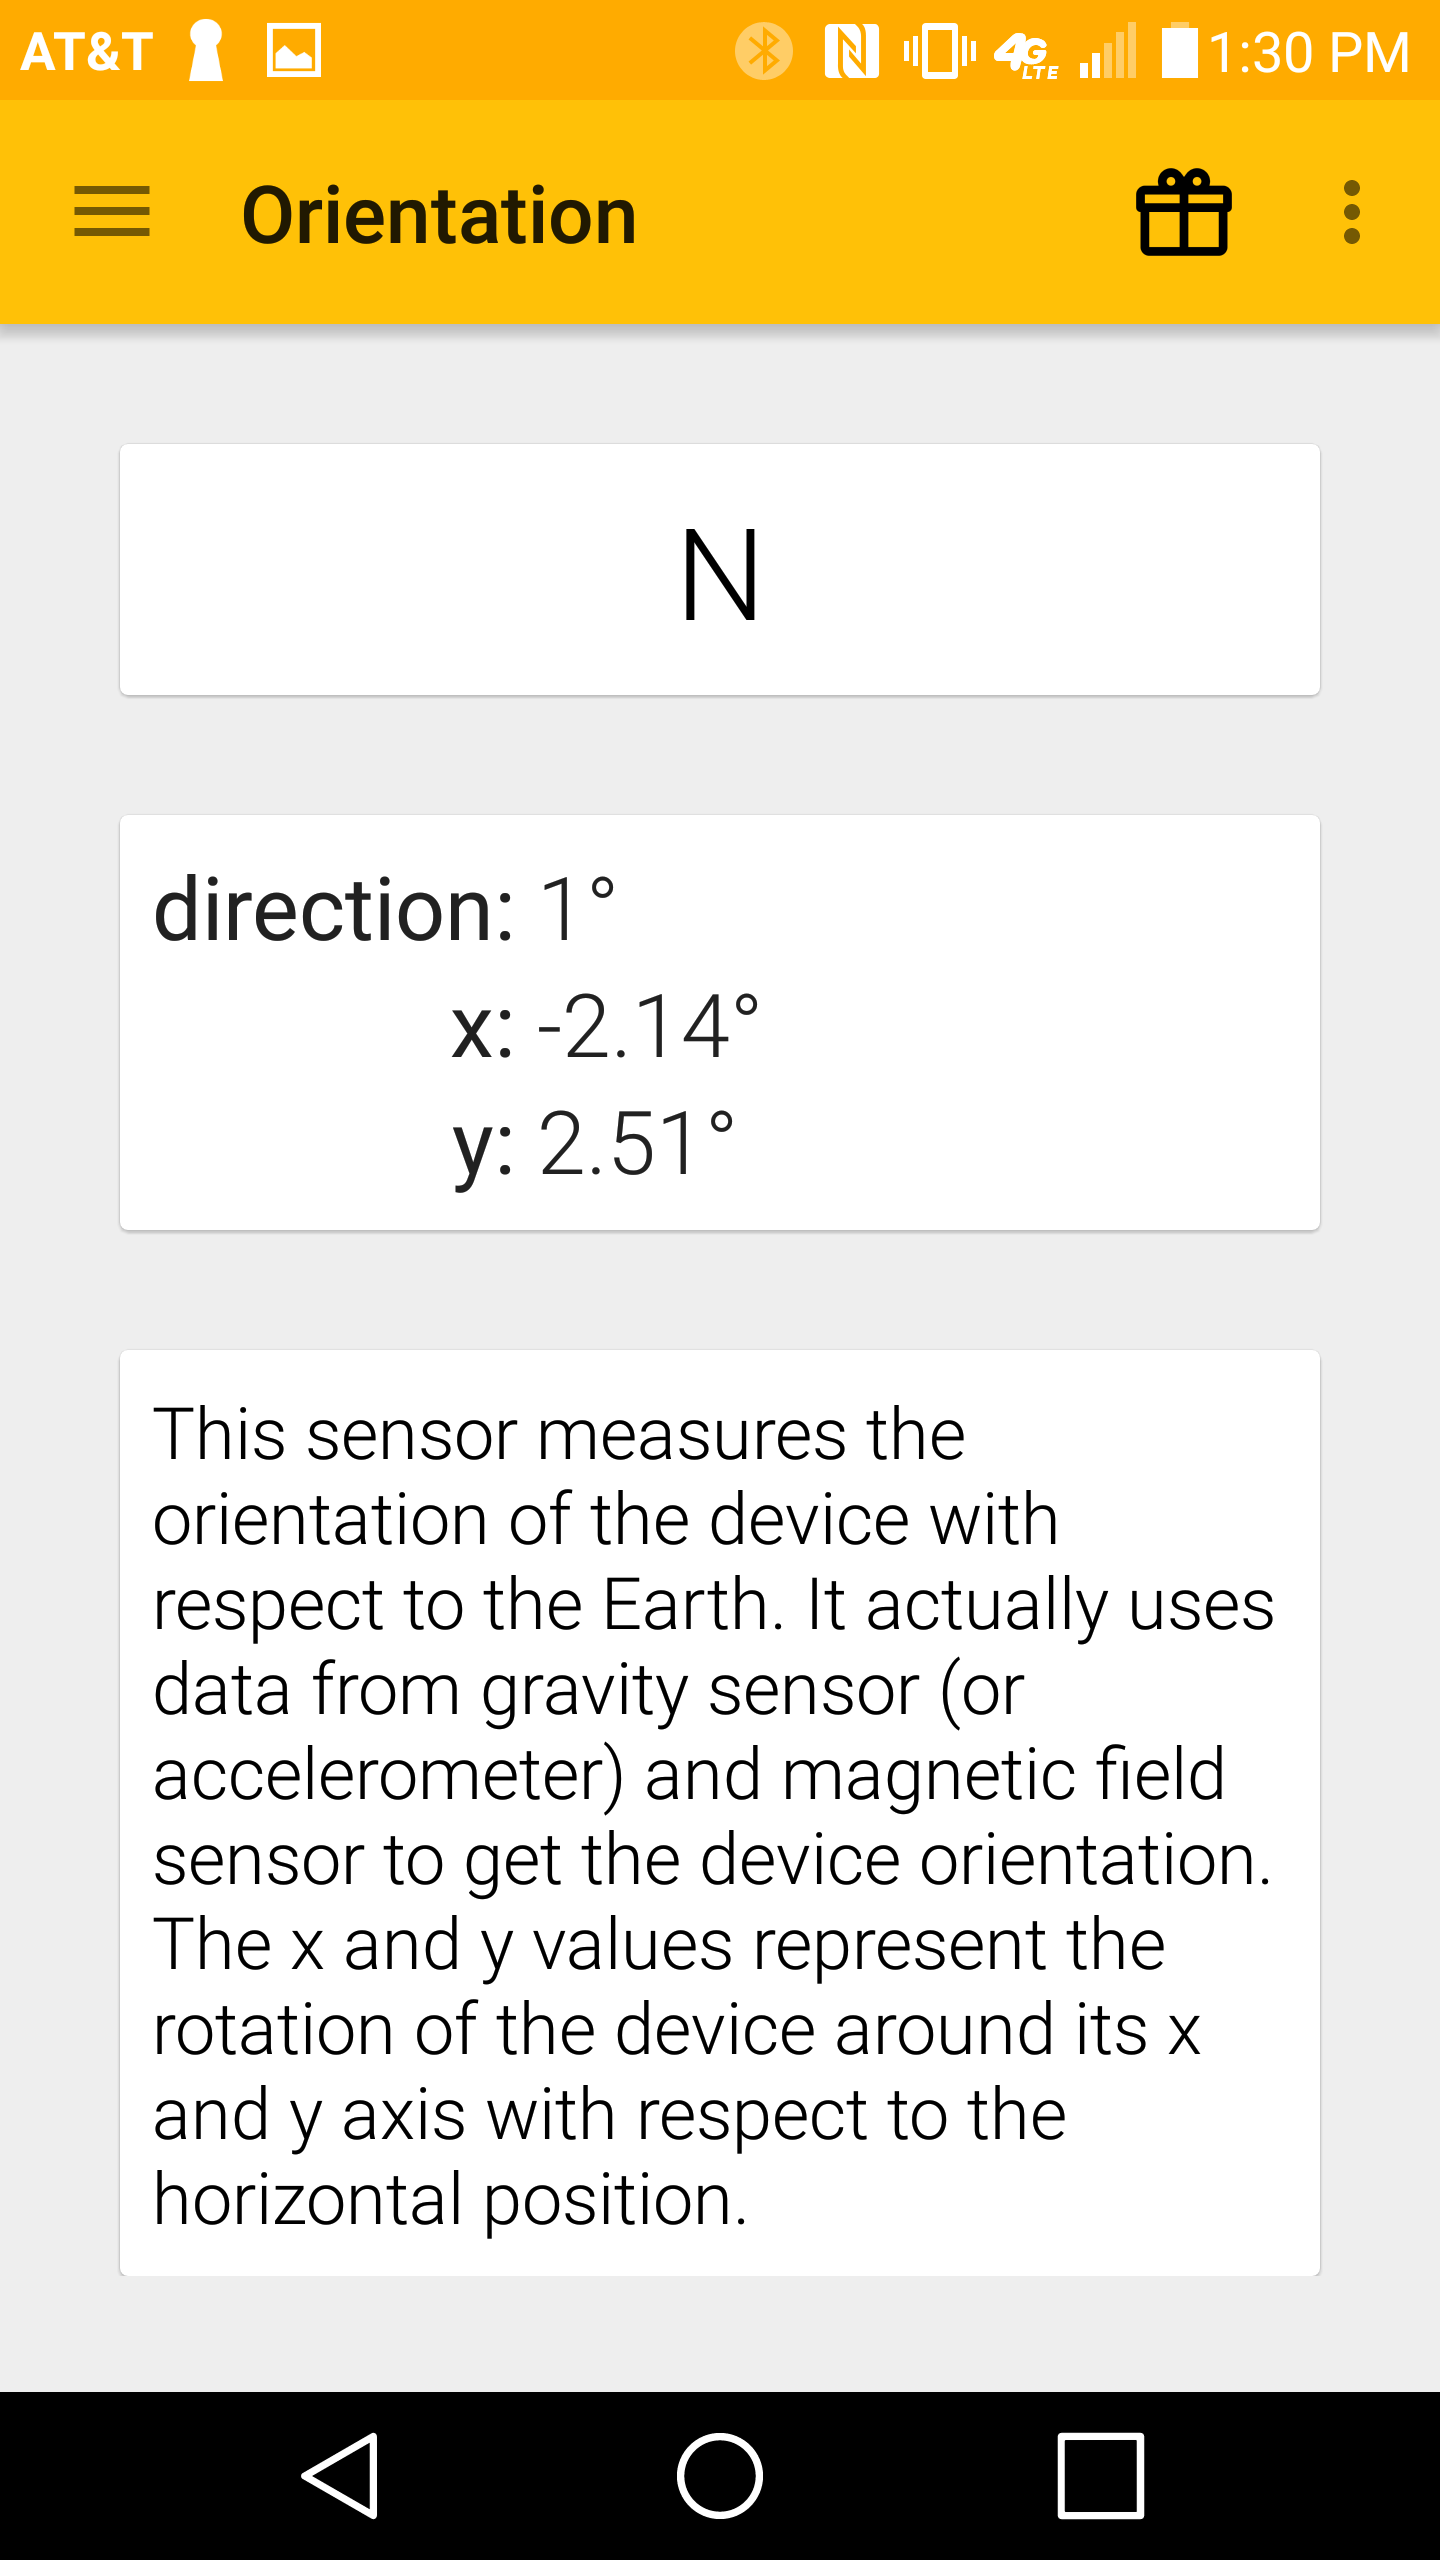 AT&T 4G LTE 1:30 PM
Orientation
N
direction: 1°
x: -2.14°
y: 2.51°
This sensor measures the
orientation of the device with
respect to the Earth. It actually uses
data from gravity sensor (or
accelerometer) and magnetic field
sensor to get the device orientation.
The x and y values represent the
rotation of the device around its x
and y axis with respect to the
horizontal position.